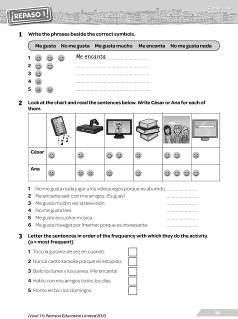 REPASO 1
1 Write the phrases beside the correct symbols.
Me gusta No me gusta Me gusta mucho Me encanta No me gusta nada
1 Me encanta
2
3
4
5
2 Look at the chart and read the sentences below. Write César or Ana for each of
them.
César
Ana
1 No me gusta nada jugar a los videojuegos porque es aburrido.
2 Me encanta salir con mis amigos. ¡Es guay!
3 Me gusta mucho ver la televisión.
4 No me gusta leer.
5 Me gusta escuchar música.
6 Me gusta navegar por Internet porque es interesante.
3 Letter the sentences in order of the frequency with which they do the activity.
(a = most frequent)
1 Toco la guitarra de vez en cuando.
2 Nunca canto karaoke porque es estúpido.
3 Bailo los lunes y los jueves. ¡Me encanta!
4 Hablo con mis amigos todos los días.
5 Monto en bici los domingos.
¡Viva! 1 © Pearson Education Limited 2013